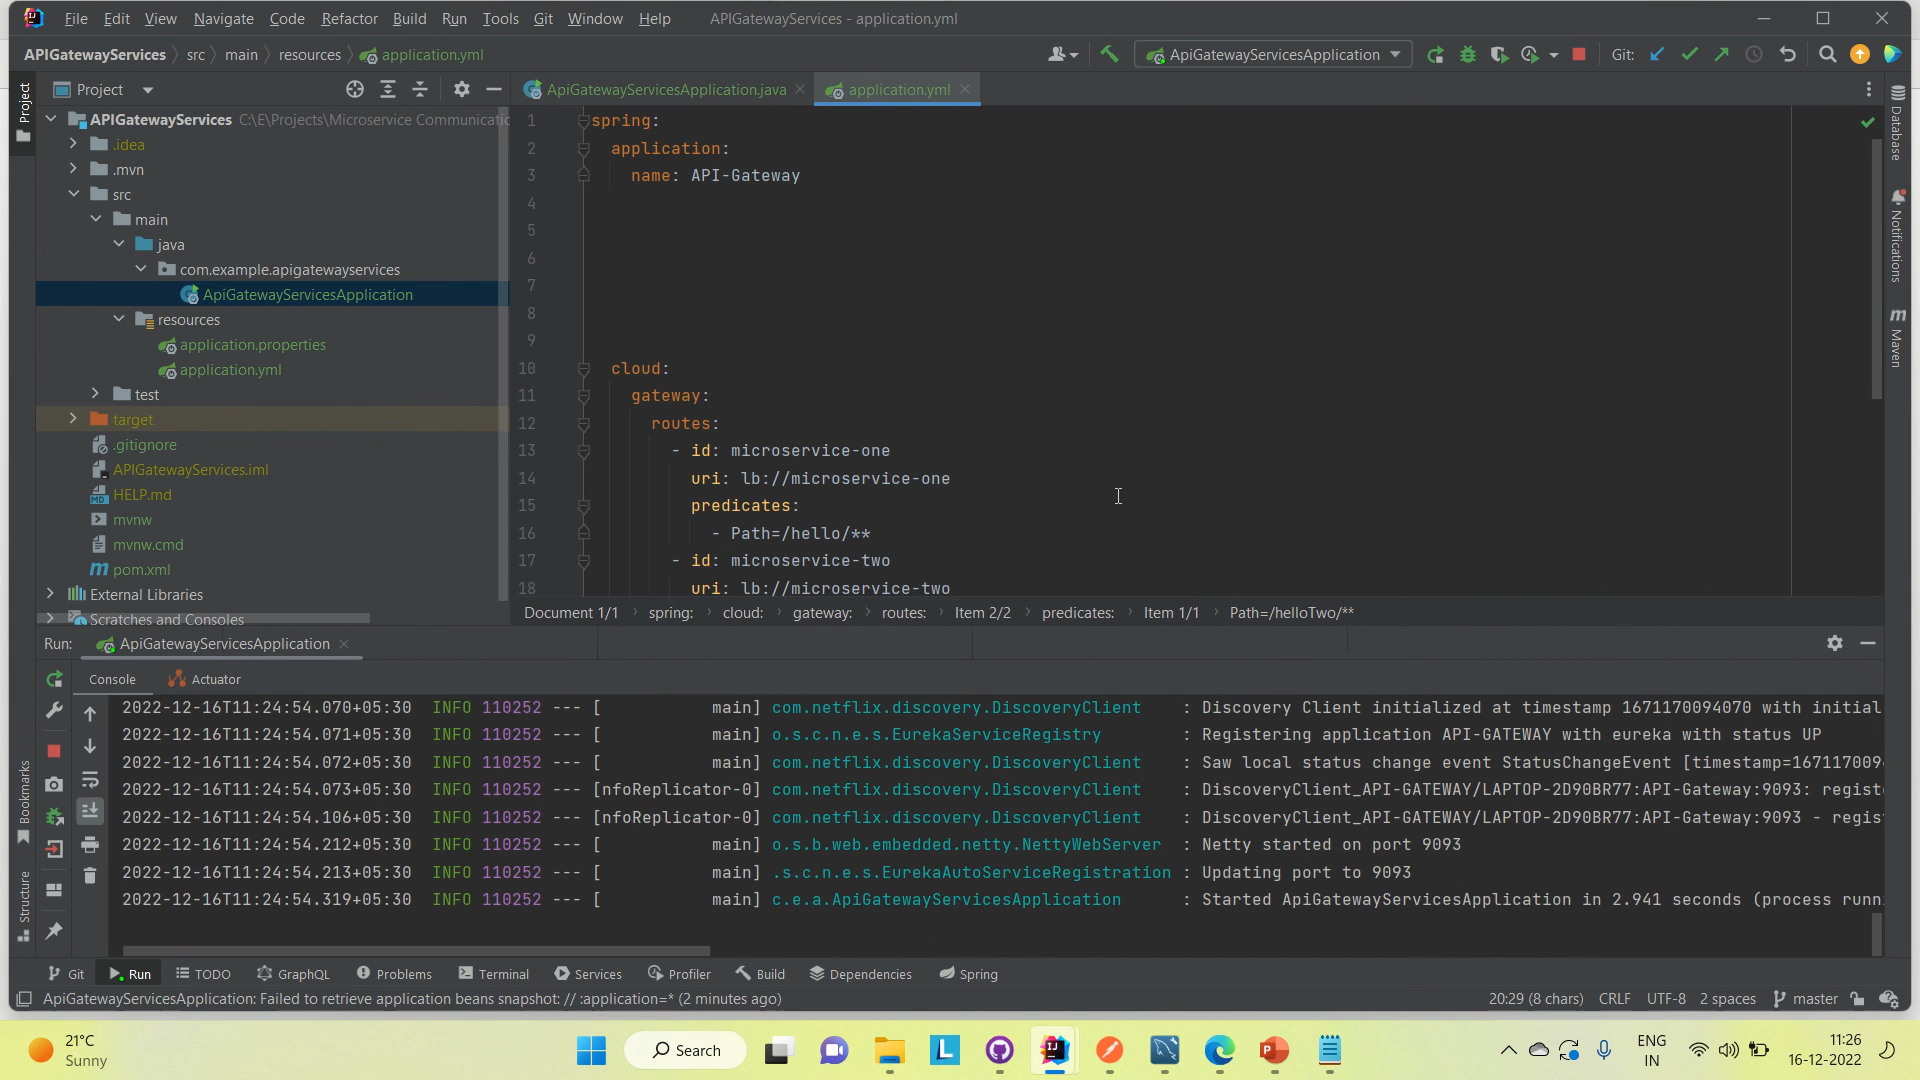 File Edit View Navigate Code Refactor Build Run Tools Git Window Help APIGatewayServices - application.yml
APIGatewayServices src main resources application.yml ApiGatewayServicesApplication Git:
Project
Project
ApiGatewayServicesApplication.java application.yml
APIGatewayServices C:\E\Projects\Microservice Communicatic
.idea
.mvn
src
main
java
com.example.apigatewayservices
ApiGatewayServicesApplication
resources
application.properties
application.yml
test
target
.gitignore
APIGatewayServices.iml
HELP.md
mvnw
mvnw.cmd
pom.xml
External Libraries
Scratches and Consoles
1 spring:
2 application:
3 name: API-Gateway
4
5
6
7
8
9
10 cloud:
11 gateway:
12 routes:
13 - id: microservice-one
14 uri: lb://microservice-one
15 predicates:
16 - Path=/hello/**
17 - id: microservice-two
18 uri: lb://microservice-two
Document 1/1 spring: cloud: gateway: routes: Item 2/2 predicates: Item 1/1 Path=/helloTwo/**
Database
Notifications
Maven
Run: ApiGatewayServicesApplication
Console Actuator
2022-12-16T11:24:54.070+05:30 INFO 110252 --- [ main] com.netflix.discovery.DiscoveryClient : Discovery Client initialized at timestamp 1671170094070 with initial
2022-12-16T11:24:54.071+05:30 INFO 110252 --- [ main] o.s.c.n.e.s.EurekaServiceRegistry : Registering application API-GATEWAY with eureka with status UP
2022-12-16T11:24:54.072+05:30 INFO 110252 --- [ main] com.netflix.discovery.DiscoveryClient : Saw local status change event StatusChangeEvent [timestamp=1671170094
2022-12-16T11:24:54.073+05:30 INFO 110252 --- [nfoReplicator-0] com.netflix.discovery.DiscoveryClient : DiscoveryClient_API-GATEWAY/LAPTOP-2D90BR77:API-Gateway:9093: registe
2022-12-16T11:24:54.106+05:30 INFO 110252 --- [nfoReplicator-0] com.netflix.discovery.DiscoveryClient : DiscoveryClient_API-GATEWAY/LAPTOP-2D90BR77:API-Gateway:9093 - regist
2022-12-16T11:24:54.212+05:30 INFO 110252 --- [ main] o.s.b.web.embedded.netty.NettyWebServer : Netty started on port 9093
2022-12-16T11:24:54.213+05:30 INFO 110252 --- [ main] .s.c.n.e.s.EurekaAutoServiceRegistration : Updating port to 9093
2022-12-16T11:24:54.319+05:30 INFO 110252 --- [ main] c.e.a.ApiGatewayServicesApplication : Started ApiGatewayServicesApplication in 2.941 seconds (process runn
Bookmarks
Structure
Git Run TODO GraphQL Problems Terminal Services Profiler Build Dependencies Spring
ApiGatewayServicesApplication: Failed to retrieve application beans snapshot: // :application=* (2 minutes ago) 20:29 (8 chars) CRLF UTF-8 2 spaces master
21°C
Sunny
Search
ENG
IN
11:26
16-12-2022